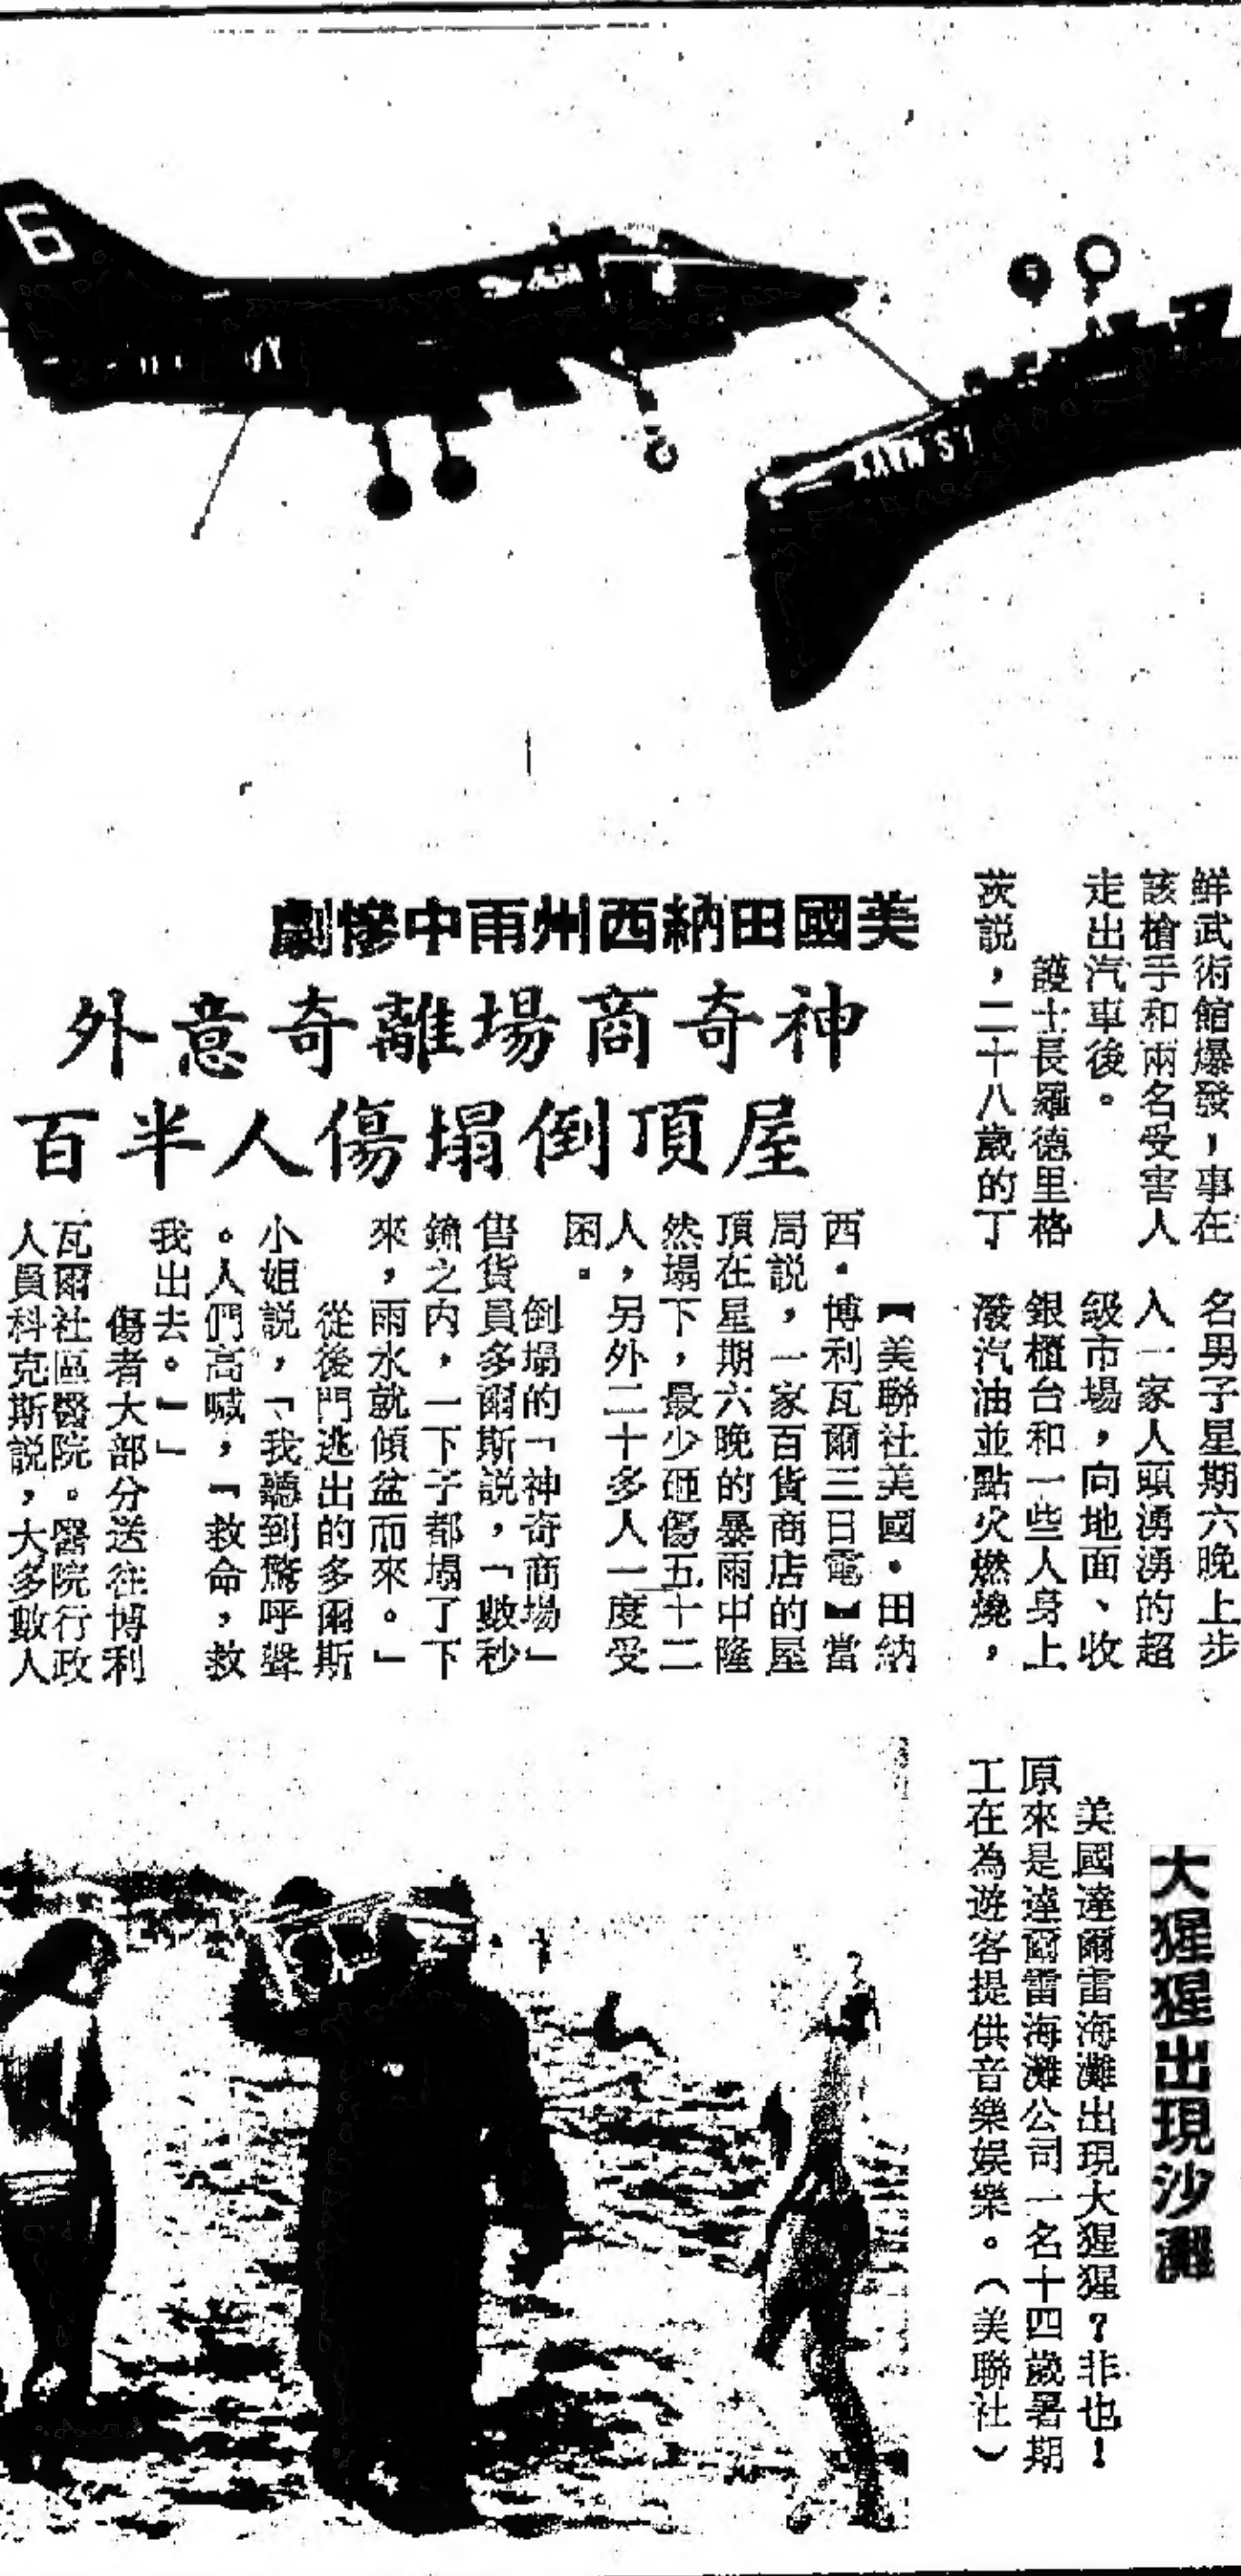 鮮武術館爆發，事在
該槍手和兩名受害人
走出汽車後。
護士長羅德里格
茨説，二十八歲的丁
名男子星期六晚上步
入一家人頭湧湧的超
級市場，向地面、收
銀櫃台和一些人身上
潑汽油並點火燃燒，
美國田納西州雨中慘劇
神奇商場離奇意外
屋頂倒塌傷人半百
【美聯社美國・田納
西・博利瓦爾三日電】當
局説，一家百貨商店的屋
頂在星期六晚的暴雨中隆
然塌下，最少砸傷五十二
人，另外二十多人一度受
困。
倒塌的「神奇商場」
售貨員多爾斯説，「數秒
鐘之内，一下子都塌了下
來，雨水就傾盆而來。」
從後門逃出的多爾斯
小姐説，「我聽到驚呼聲
。人們高喊，『救命，救
我出去。』」
傷者大部分送往博利
瓦爾社區醫院。醫院行政
人員科克斯説，大多數人
大猩猩出現沙灘
美國達爾雷海灘出現大猩猩？非也！
原來是達爾雷海灘公司一名十四歲暑期
工在為遊客提供音樂娛樂。（美聯社）
6
5